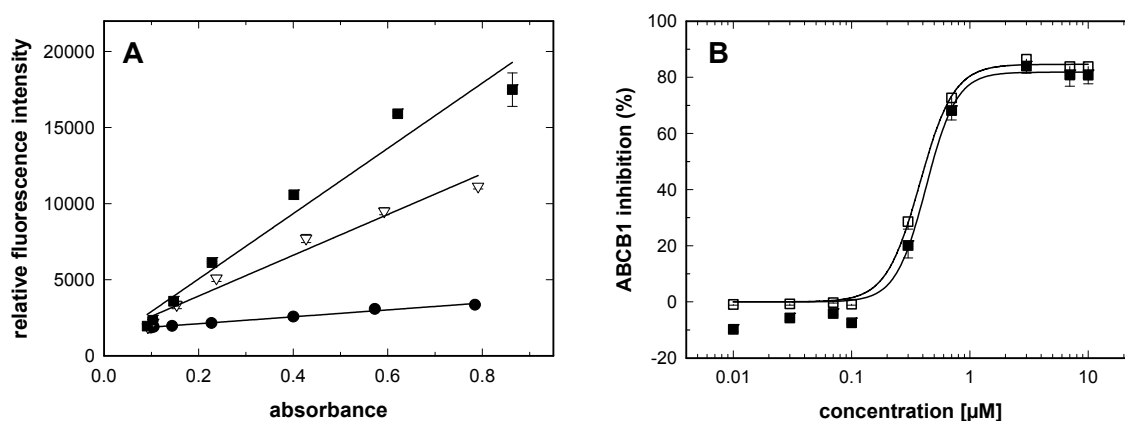 A
relative fluorescence intensity
20000
15000
10000
5000
0
0.0 0.2 0.4 0.6 0.8
absorbance
B
ABCB1 inhibition (%)
100
80
60
40
20
0
-20
0.01 0.1 1 10
concentration [µM]